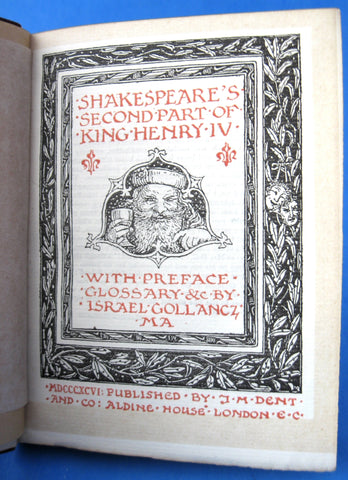 ·SHAKESPEARE'S·
·SECOND·PART·OF·
·KING·HENRY·IV·
·WITH·PREFACE·
·GLOSSARY·&c·BY·
·ISRAEL·GOLLANCZ·
·MA·
·MDCCCXCVI:·PUBLISHED·BY·J·M·DENT·
·AND·CO:·ALDINE·HOUSE·LONDON·E·C·